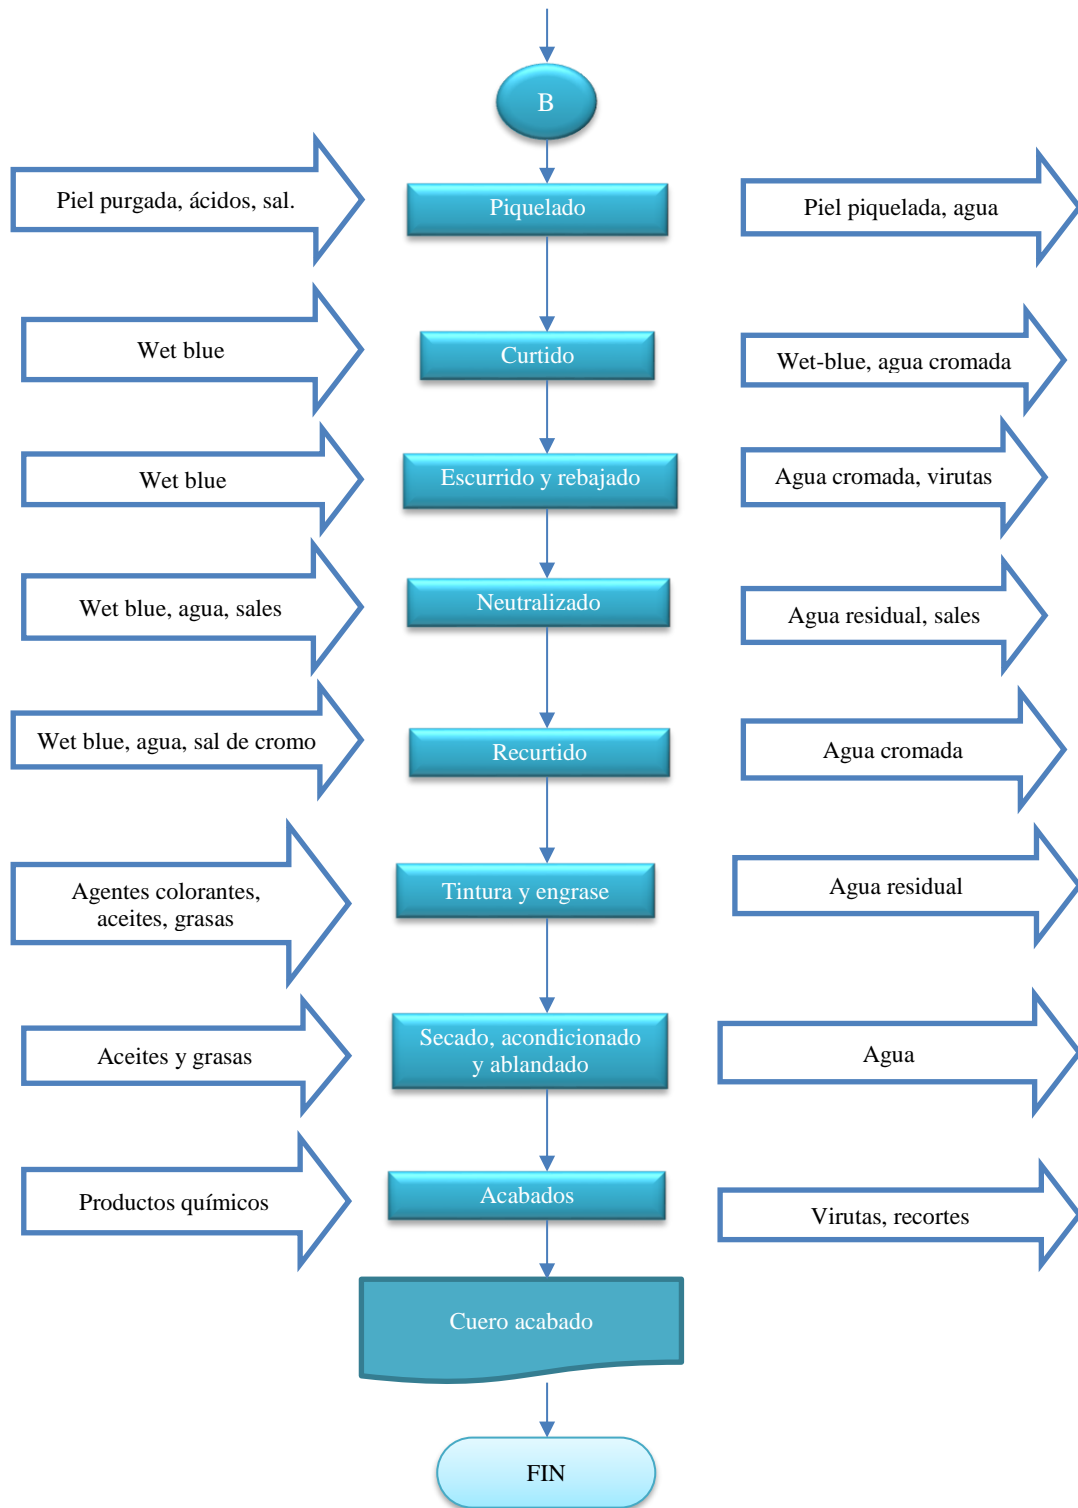 B
Piel purgada, ácidos, sal.
Piquelado
Piel piquelada, agua
Wet blue
Curtido
Wet-blue, agua cromada
Wet blue
Escurrido y rebajado
Agua cromada, virutas
Wet blue, agua, sales
Neutralizado
Agua residual, sales
Wet blue, agua, sal de cromo
Recurtido
Agua cromada
Agentes colorantes,
aceites, grasas
Tintura y engrase
Agua residual
Aceites y grasas
Secado, acondicionado
y ablandado
Agua
Productos químicos
Acabados
Virutas, recortes
Cuero acabado
FIN